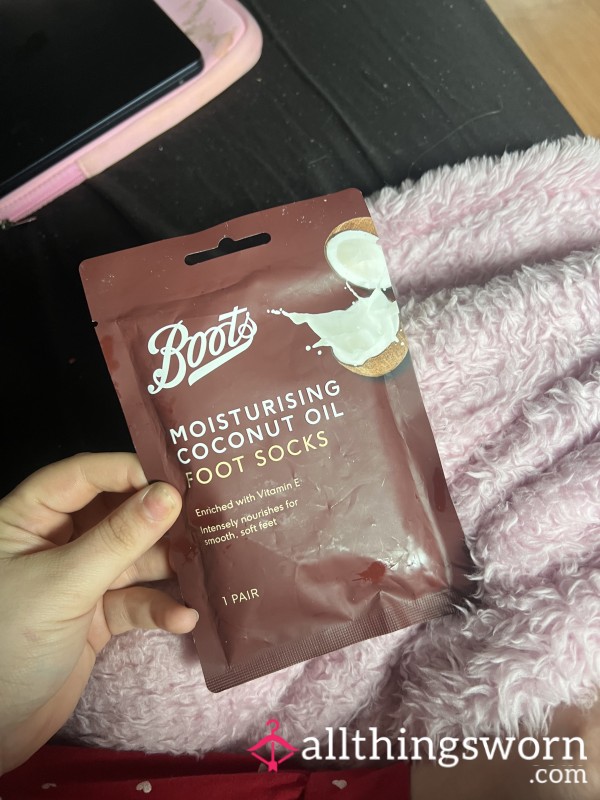 Boots
MOISTURISING
COCONUT OIL
FOOT SOCKS
Enriched with Vitamin E
Intensely nourishes for
smooth, soft feet
1 PAIR
allthingsworn
.com